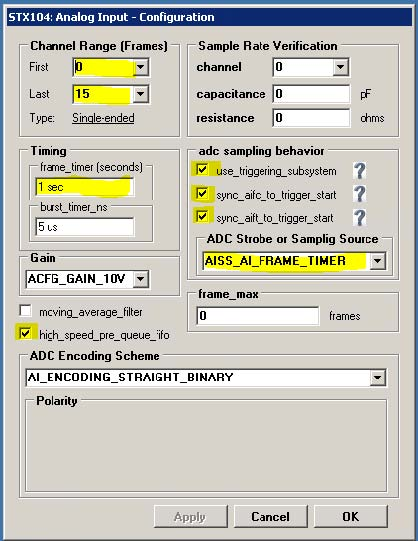 STX104: Analog Input - Configuration
Channel Range (Frames)
First 0
Last 15
Type: Single-ended
Sample Rate Verification
channel 0
capacitance 0 pF
resistance 0 ohms
Timing
frame_timer (seconds)
1 sec
burst_timer_ns
5 us
adc sampling behavior
use_triggering_subsystem ?
sync_aifc_to_trigger_start ?
sync_aift_to_trigger_start ?
ADC Strobe or Samplig Source
AISS_AI_FRAME_TIMER
Gain
ACFG_GAIN_10V
frame_max
0 frames
moving_average_filter
high_speed_pre_queue_fifo
ADC Encoding Scheme
AI_ENCODING_STRAIGHT_BINARY
Polarity
Apply Cancel OK